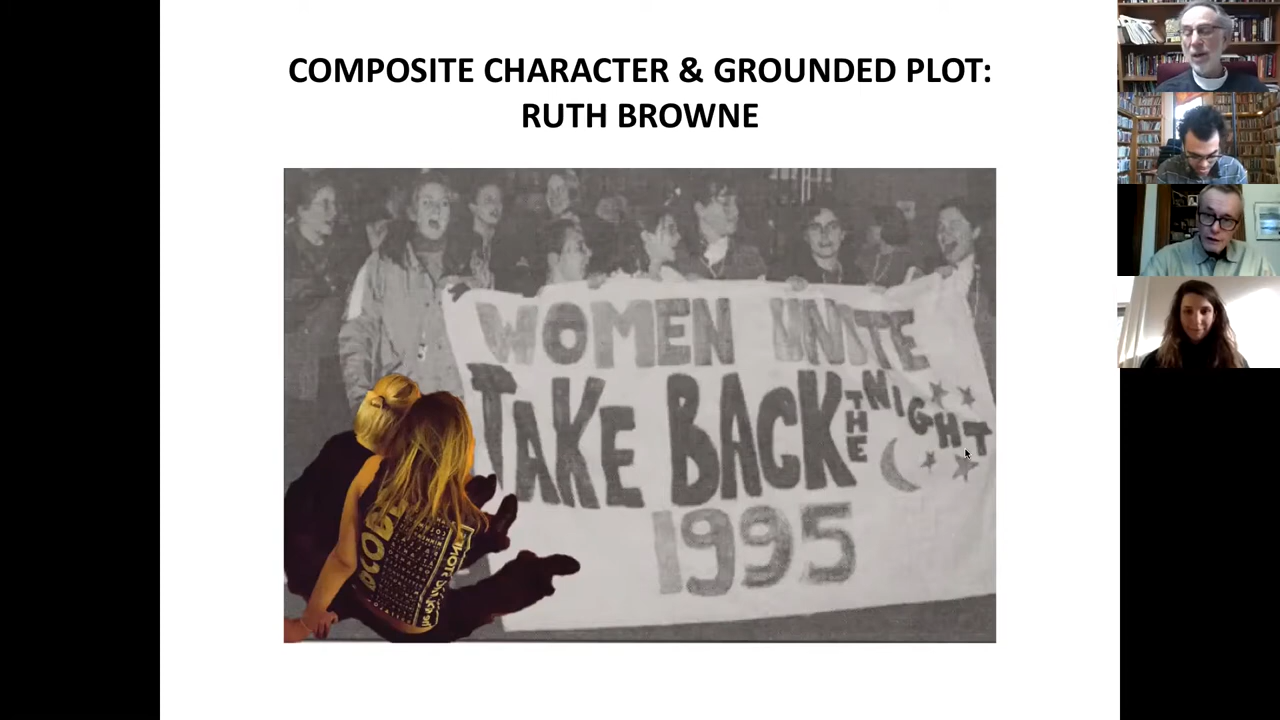 COMPOSITE CHARACTER & GROUNDED PLOT:
RUTH BROWNE
WOMEN UNITE
TAKE BACK THE NIGHT
1995